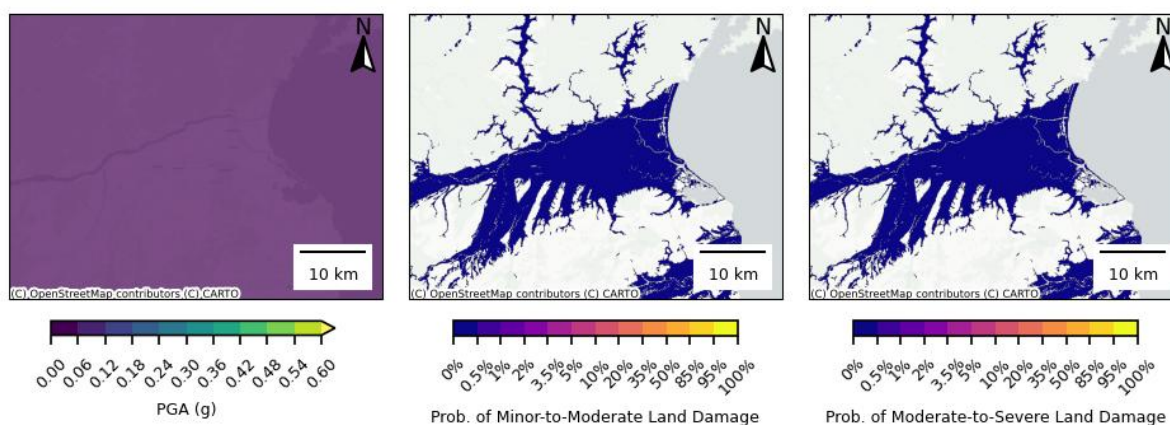 N
10 km
(C) OpenStreetMap contributors (C) CARTO
0.00 0.06 0.12 0.18 0.24 0.30 0.36 0.42 0.48 0.54 0.60
PGA (g)
N
10 km
(C) OpenStreetMap contributors (C) CARTO
0% 0.5% 1% 2% 3.5% 5% 10% 20% 35% 50% 85% 95% 100%
Prob. of Minor-to-Moderate Land Damage
N
10 km
(C) OpenStreetMap contributors (C) CARTO
0% 0.5% 1% 2% 3.5% 5% 10% 20% 35% 50% 85% 95% 100%
Prob. of Moderate-to-Severe Land Damage